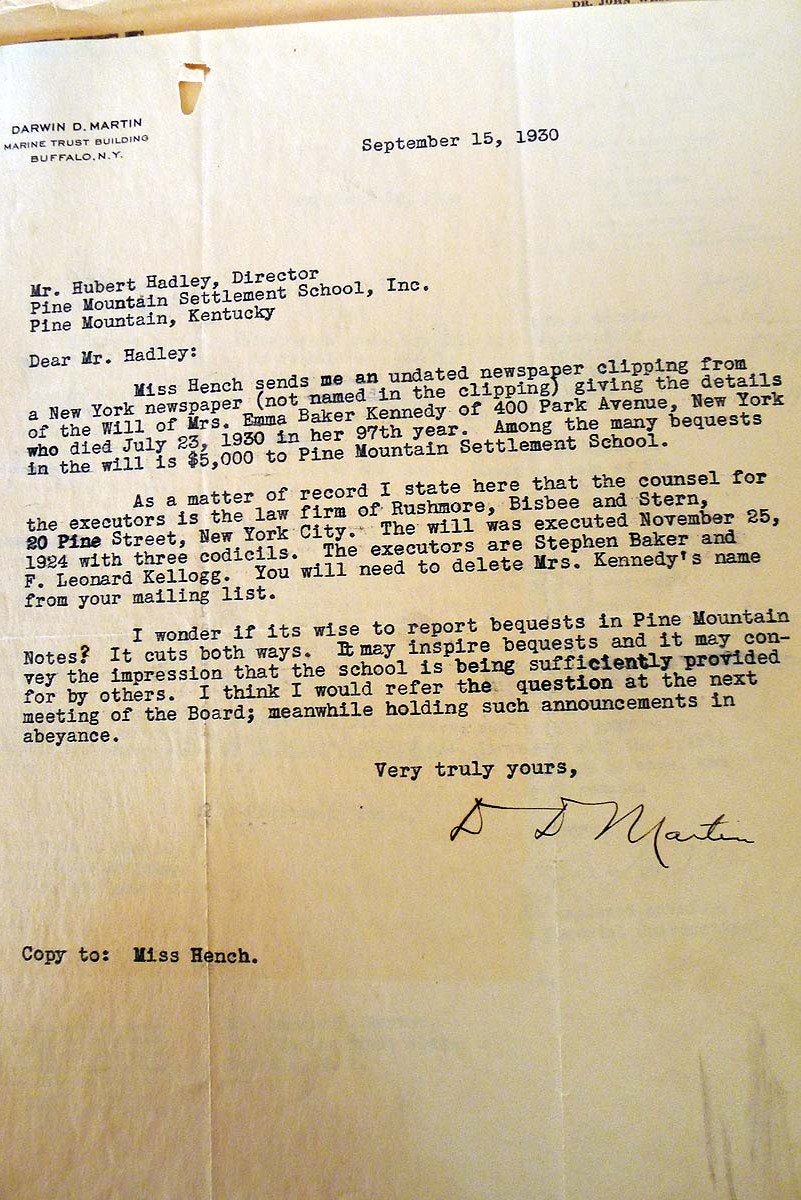 DR. JOHN
DARWIN D. MARTIN
MARINE TRUST BUILDING
BUFFALO, N.Y.
September 15, 1930
Mr. Hubert Hadley, Director
Pine Mountain Settlement School, Inc.
Pine Mountain, Kentucky
Dear Mr. Hadley:
Miss Hench sends me an undated newspaper clipping from
a New York newspaper (not named in the clipping) giving the details
of the Will of Mrs. Emma Baker Kennedy of 400 Park Avenue, New York
who died July 23, 1930 in her 97th year. Among the many bequests
in the will is $5,000 to Pine Mountain Settlement School.
As a matter of record I state here that the counsel for
the executors is the law firm of Rushmore, Bisbee and Stern,
20 Pine Street, New York City. The will was executed November 25,
1924 with three codicils. The executors are Stephen Baker and
F. Leonard Kellogg. You will need to delete Mrs. Kennedy's name
from your mailing list.
I wonder if its wise to report bequests in Pine Mountain
Notes? It cuts both ways. It may inspire bequests and it may con-
vey the impression that the school is being sufficiently provided
for by others. I think I would refer the question at the next
meeting of the Board; meanwhile holding such announcements in
abeyance.
Very truly yours,
D D Martin
Copy to: Miss Hench.